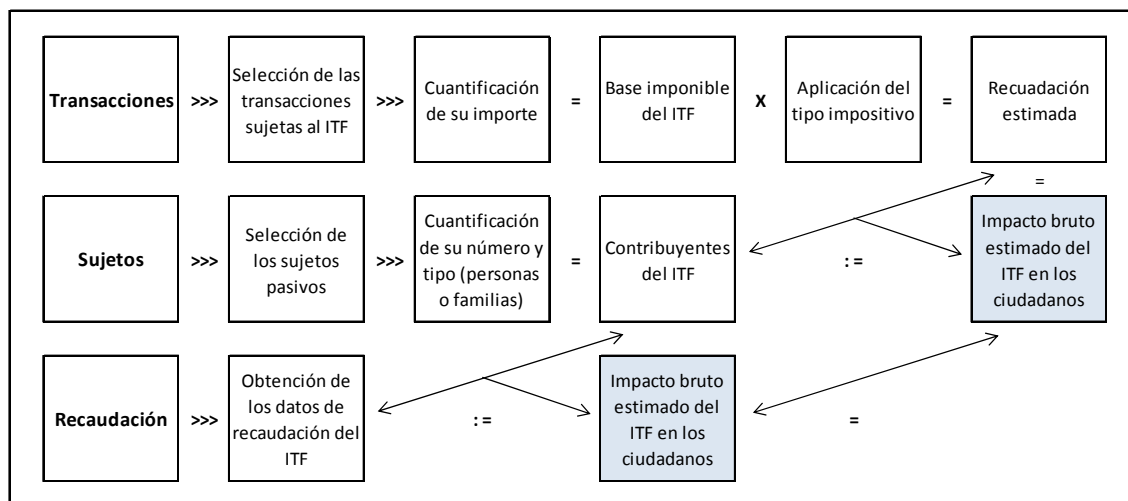 Transacciones
>>>
Selección de las
transacciones
sujetas al ITF
>>>
Cuantificación
de su importe
=
Base imponible
del ITF
X
Aplicación del
tipo impositivo
=
Recuadación
estimada
=
Sujetos
>>>
Selección de
los sujetos
pasivos
>>>
Cuantificación
de su número y
tipo (personas
o familias)
=
Contribuyentes
del ITF
: =
Impacto bruto
estimado del
ITF en los
ciudadanos
Recaudación
>>>
Obtención de
los datos de
recaudación del
ITF
: =
Impacto bruto
estimado del
ITF en los
ciudadanos
=